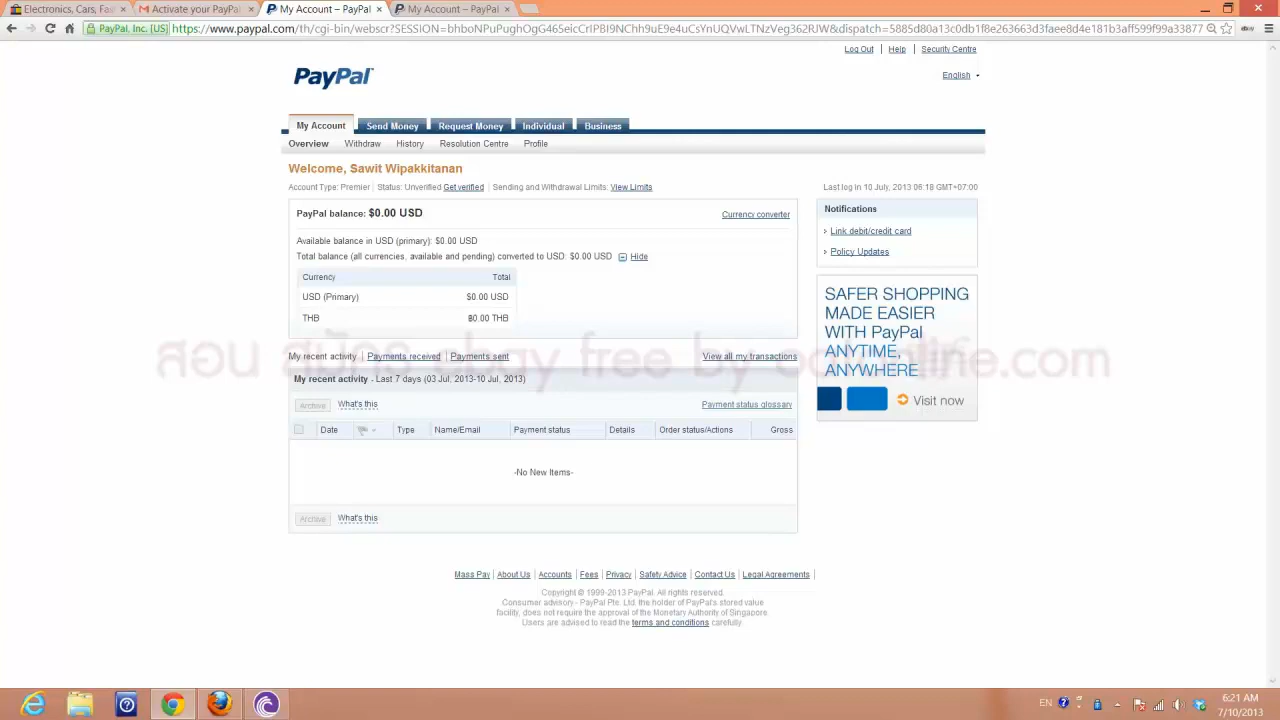 Electronics, Cars, Fash
Activate your PayPal
My Account – PayPal
My Account – PayPal
PayPal, Inc. [US]
https://www.paypal.com/th/cgi-bin/webscr?SESSION=
Log Out | Help | Security Centre
PayPal
English
My Account Send Money Request Money Individual Business
Overview Withdraw History Resolution Centre Profile
Welcome, Sawit Wipakkitanan
Account Type: Premier | Status: Unverified Get verified | Sending and Withdrawal Limits: View Limits
Last log in 10 July, 2013 06:18 GMT+07:00
PayPal balance: $0.00 USD
Currency converter
Available balance in USD (primary): $0.00 USD
Total balance (all currencies, available and pending) converted to USD: $0.00 USD Hide
Currency Total
USD (Primary) $0.00 USD
THB ฿0.00 THB
Notifications
Link debit/credit card
Policy Updates
SAFER SHOPPING
MADE EASIER
WITH PayPal
ANYTIME,
ANYWHERE
Visit now
My recent activity | Payments received | Payments sent
View all my transactions
My recent activity - Last 7 days (03 Jul, 2013-10 Jul, 2013)
Archive What's this
Payment status glossary
Date Type Name/Email Payment status Details Order status/Actions Gross
-No New Items-
Archive What's this
Mass Pay | About Us | Accounts | Fees | Privacy | Safety Advice | Contact Us | Legal Agreements |
Copyright © 1999-2013 PayPal. All rights reserved.
Consumer advisory - PayPal Pte. Ltd. the holder of PayPal's stored value
facility, does not require the approval of the Monetary Authority of Singapore.
Users are advised to read the terms and conditions carefully
EN
6:21 AM
7/10/2013